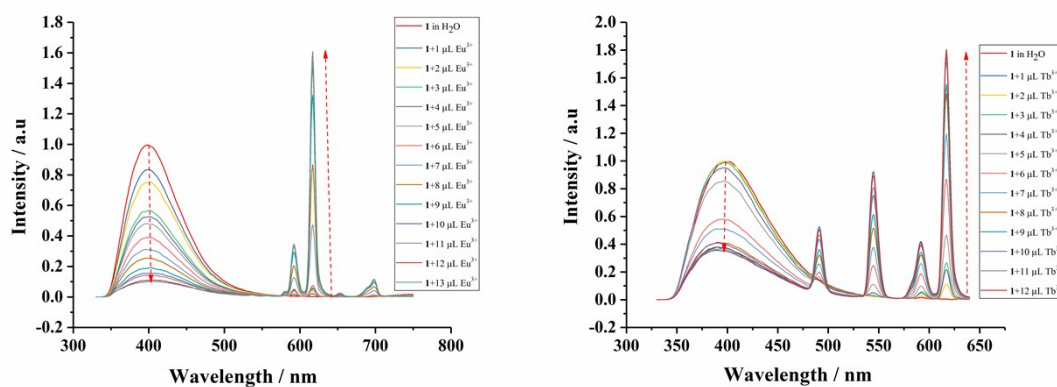 1.8
1.6
1.4
1.2
1.0
0.8
0.6
0.4
0.2
0.0
-0.2
Intensity / a.u
300 400 500 600 700 800
Wavelength / nm
1 in H2O
1+1 μL Eu3+
1+2 μL Eu3+
1+3 μL Eu3+
1+4 μL Eu3+
1+5 μL Eu3+
1+6 μL Eu3+
1+7 μL Eu3+
1+8 μL Eu3+
1+9 μL Eu3+
1+10 μL Eu3+
1+11 μL Eu3+
1+12 μL Eu3+
1+13 μL Eu3+
2.0
1.8
1.6
1.4
1.2
1.0
0.8
0.6
0.4
0.2
0.0
-0.2
Intensity / a.u
300 350 400 450 500 550 600 650
Wavelength / nm
1 in H2O
1+1 μL Tb3+
1+2 μL Tb3+
1+3 μL Tb3+
1+4 μL Tb3+
1+5 μL Tb3+
1+6 μL Tb3+
1+7 μL Tb3+
1+8 μL Tb3+
1+9 μL Tb3+
1+10 μL Tb3
1+11 μL Tb3
1+12 μL Tb3